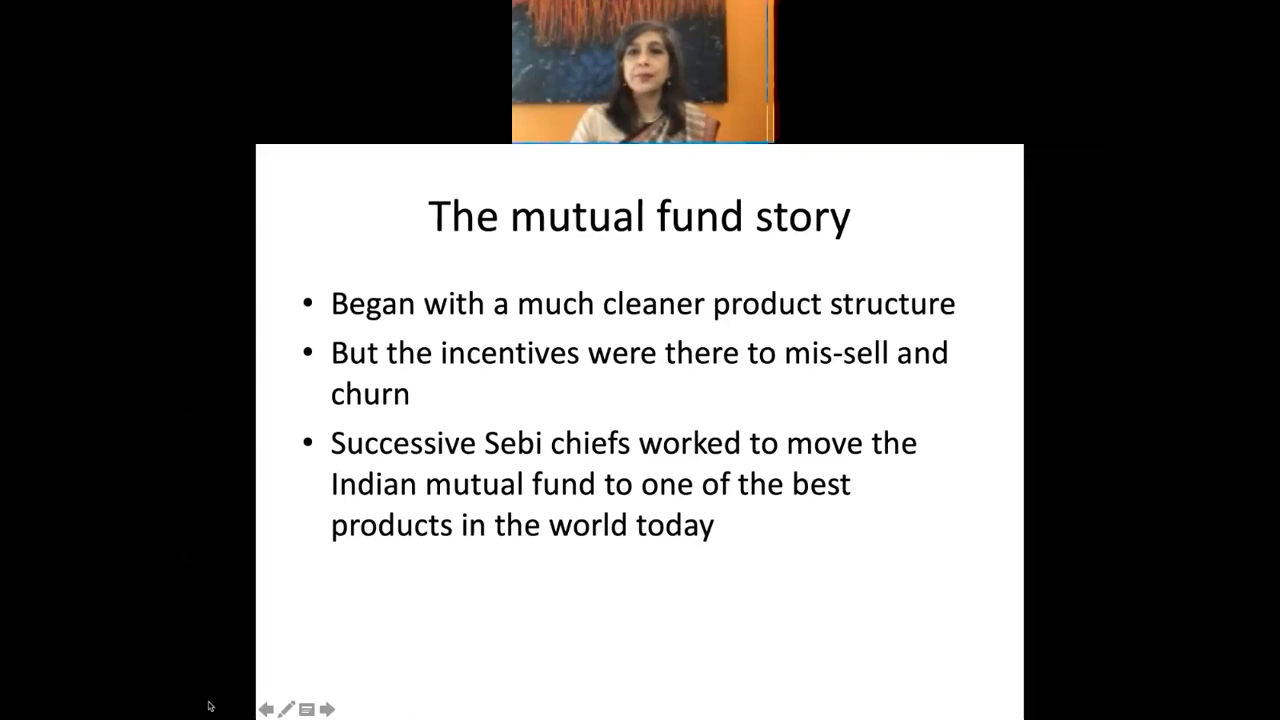 The mutual fund story
• Began with a much cleaner product structure
• But the incentives were there to mis-sell and
churn
• Successive Sebi chiefs worked to move the
Indian mutual fund to one of the best
products in the world today